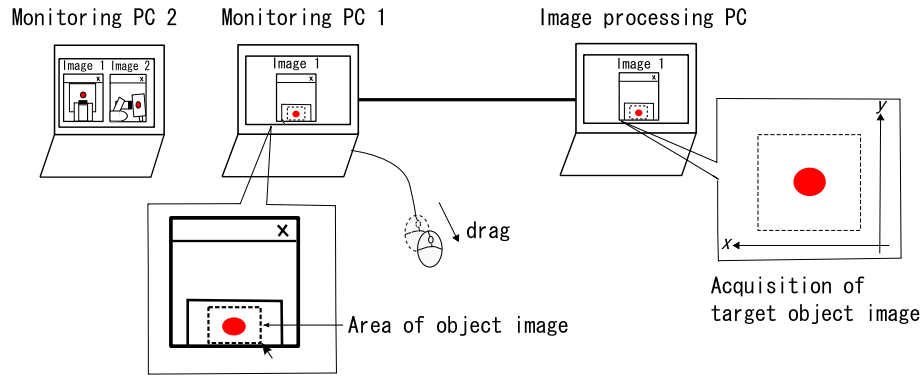 Monitoring PC 2
Monitoring PC 1
Image processing PC
Image 1
Image 2
x
x
Image 1
x
Image 1
x
y
x
x
drag
Area of object image
Acquisition of
target object image